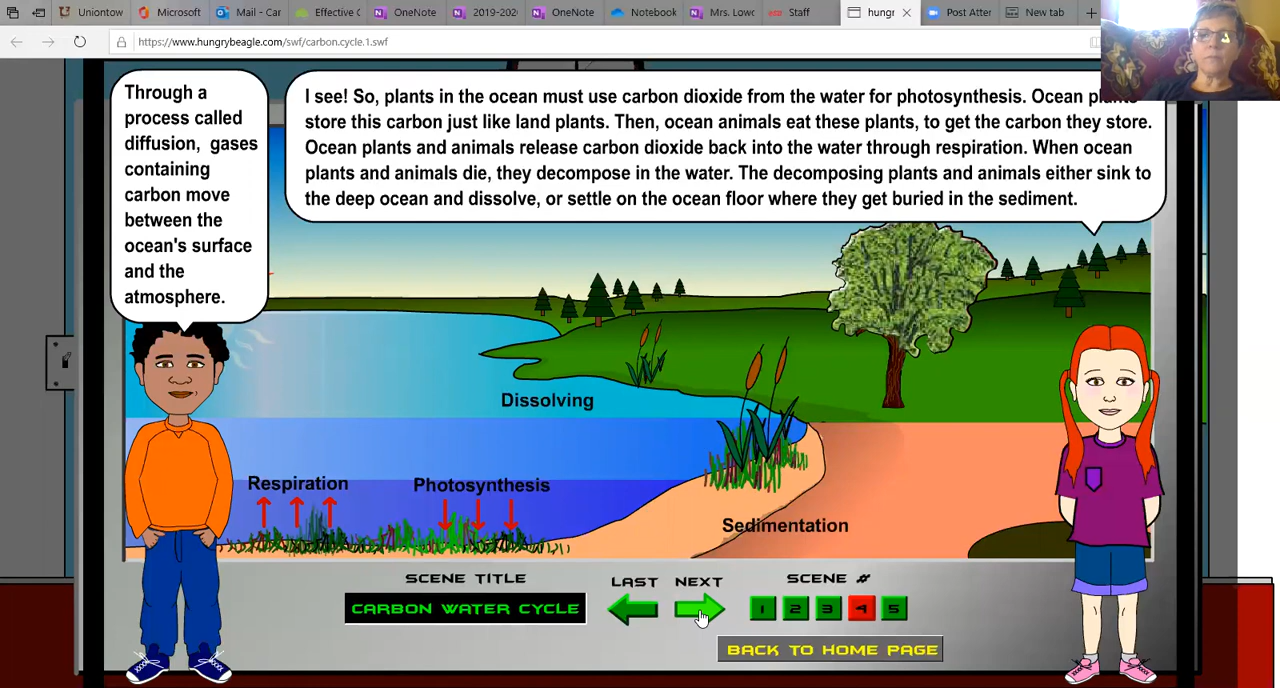 Uniontow
Microsoft
Mail - Car
Effective C
OneNote
2019-2020
OneNote
Notebook
Mrs. Lowe
Staff
hungr
Post Atter
New tab
https://www.hungrybeagle.com/swf/carbon.cycle.1.swf
Through a
process called
diffusion, gases
containing
carbon move
between the
ocean's surface
and the
atmosphere.
I see! So, plants in the ocean must use carbon dioxide from the water for photosynthesis. Ocean plants
store this carbon just like land plants. Then, ocean animals eat these plants, to get the carbon they store.
Ocean plants and animals release carbon dioxide back into the water through respiration. When ocean
plants and animals die, they decompose in the water. The decomposing plants and animals either sink to
the deep ocean and dissolve, or settle on the ocean floor where they get buried in the sediment.
Dissolving
Respiration
Photosynthesis
Sedimentation
SCENE TITLE
LAST
NEXT
SCENE #
CARBON WATER CYCLE
1 2 3 4 5
BACK TO HOME PAGE